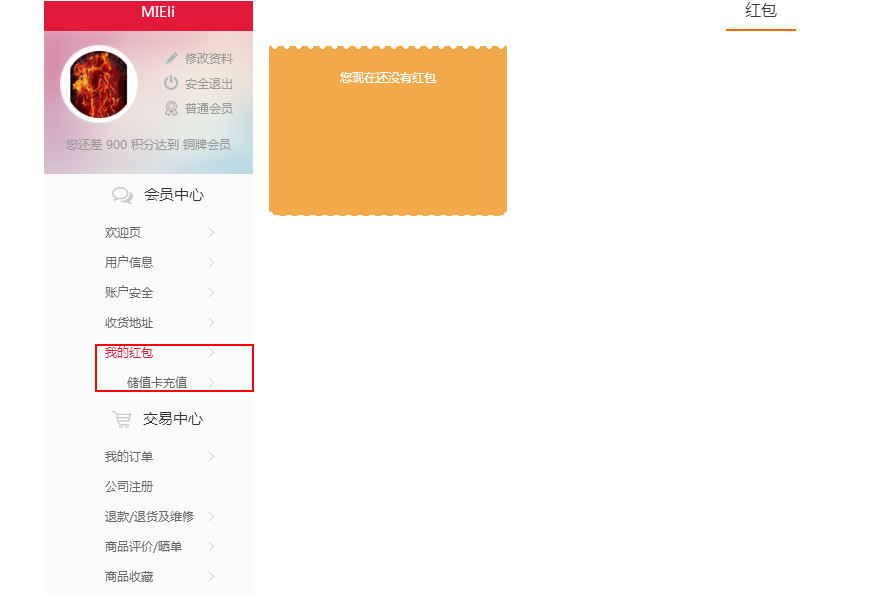 MIEli
红包
修改资料
安全退出
普通会员
您还差 900 积分达到 铜牌会员
您现在还没有红包
会员中心
欢迎页
用户信息
账户安全
收货地址
我的红包
储值卡充值
交易中心
我的订单
公司注册
退款/退货及维修
商品评价/晒单
商品收藏